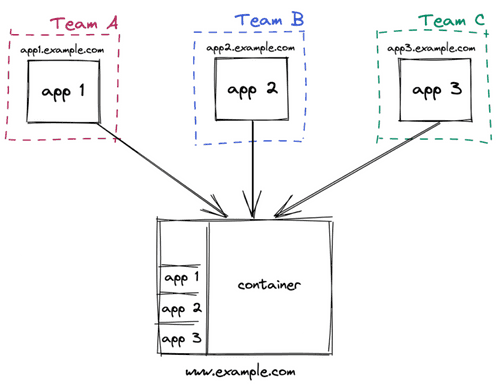 Team A
Team B
Team C
app1.example.com
app2.example.com
app3.example.com
app 1
app 2
app 3
app 1
app 2
app 3
container
www.example.com